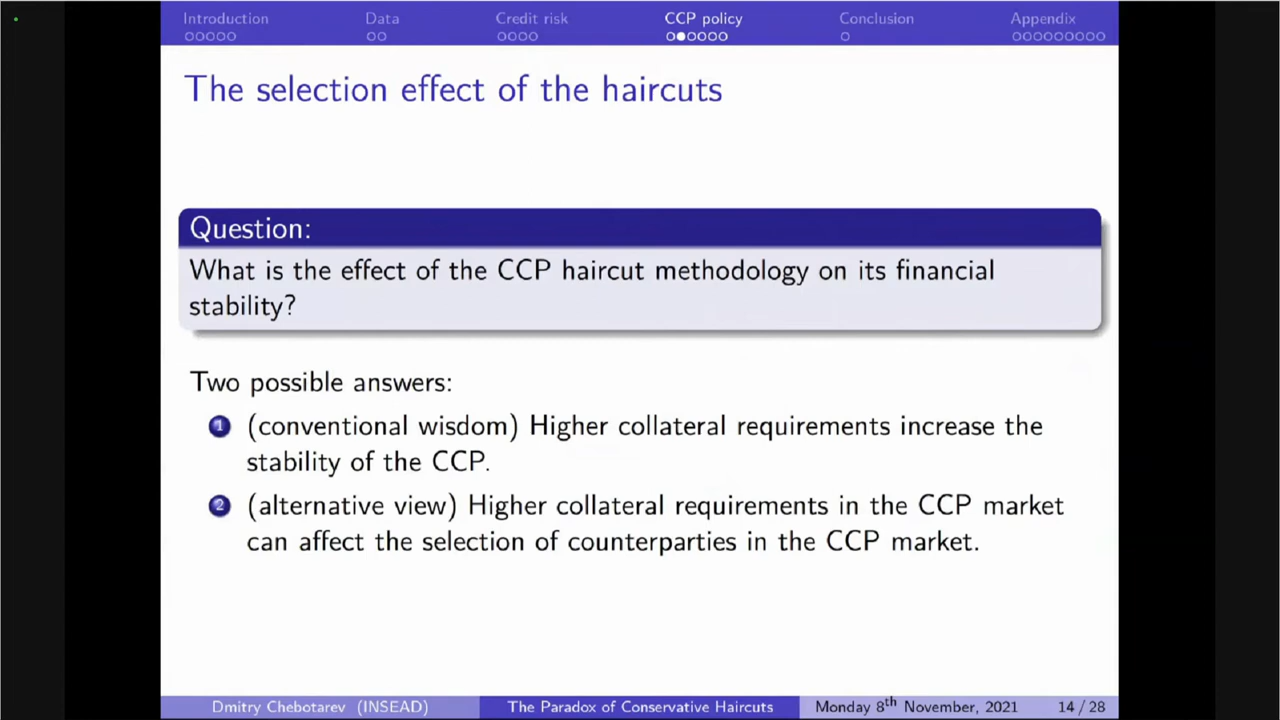 Introduction Data Credit risk CCP policy Conclusion Appendix
The selection effect of the haircuts
Question:
What is the effect of the CCP haircut methodology on its financial
stability?
Two possible answers:
1 (conventional wisdom) Higher collateral requirements increase the
stability of the CCP.
2 (alternative view) Higher collateral requirements in the CCP market
can affect the selection of counterparties in the CCP market.
Dmitry Chebotarev (INSEAD) The Paradox of Conservative Haircuts Monday 8th November, 2021 14 / 28